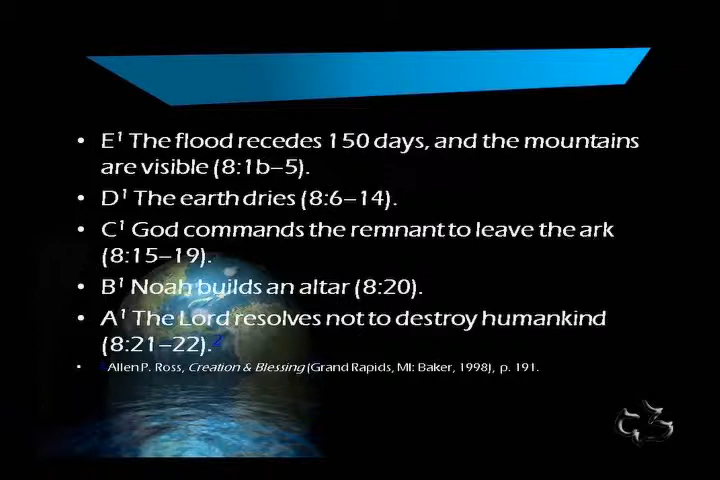 • E¹ The flood recedes 150 days, and the mountains
are visible (8:1b–5).
• D¹ The earth dries (8:6–14).
• C¹ God commands the remnant to leave the ark
(8:15–19).
• B¹ Noah builds an altar (8:20).
• A¹ The Lord resolves not to destroy humankind
(8:21–22).²
• Allen P. Ross, Creation & Blessing (Grand Rapids, MI: Baker, 1998), p. 191.
c3